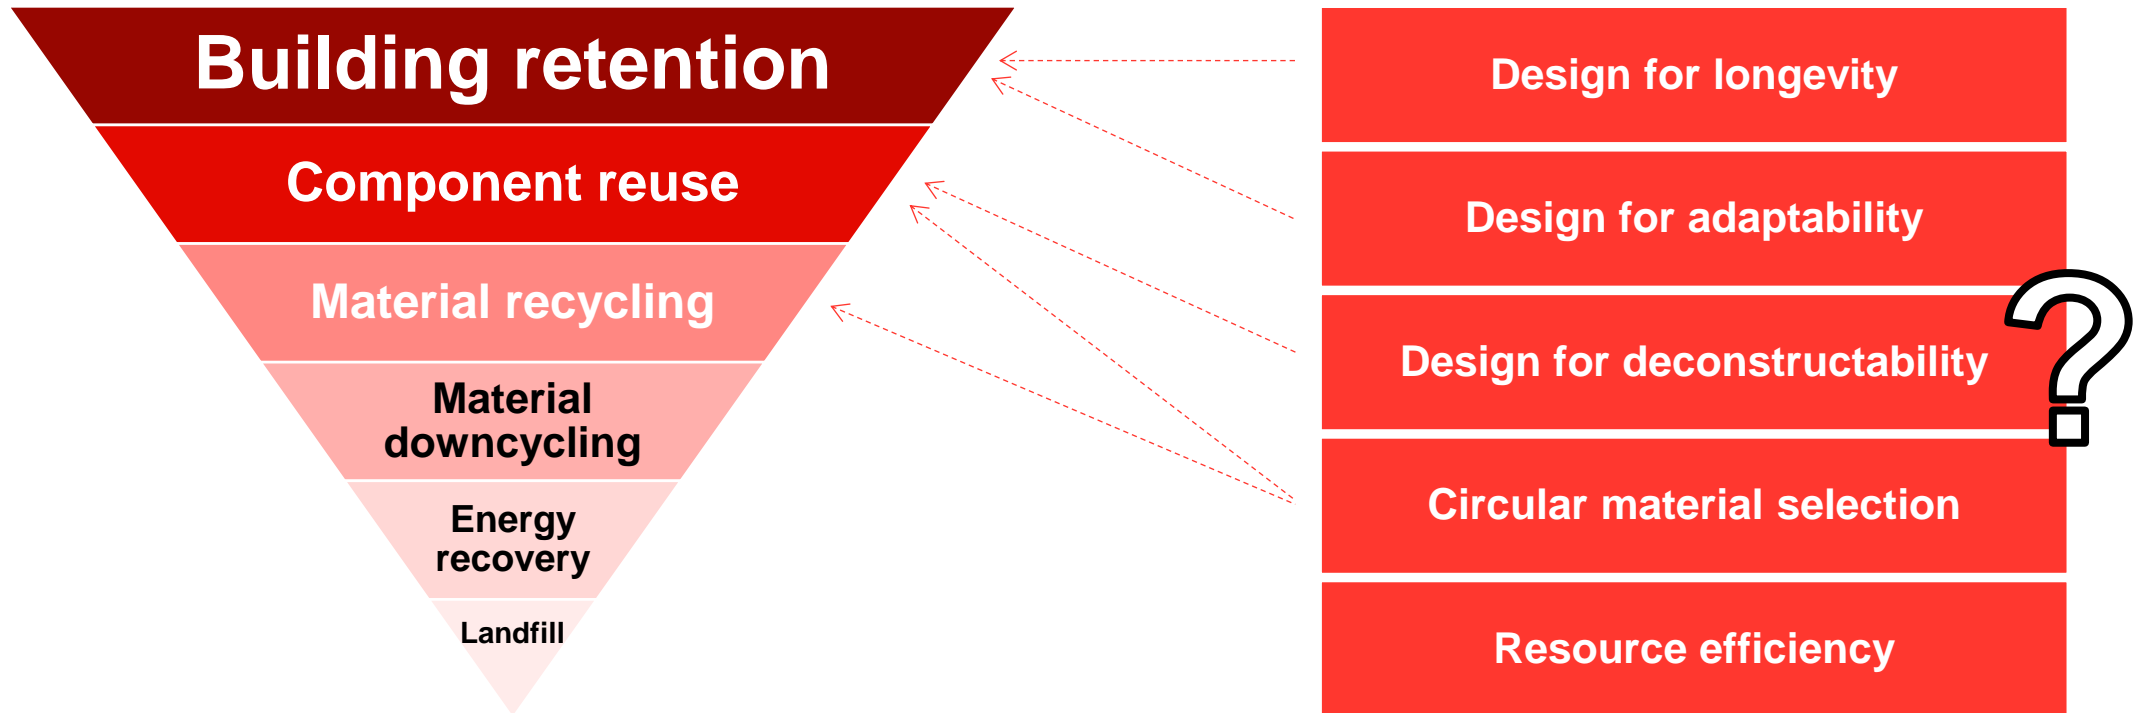 Building retention
Component reuse
Material recycling
Material
downcycling
Energy
recovery
Landfill
Design for longevity
Design for adaptability
Design for deconstructability
Circular material selection
Resource efficiency
?